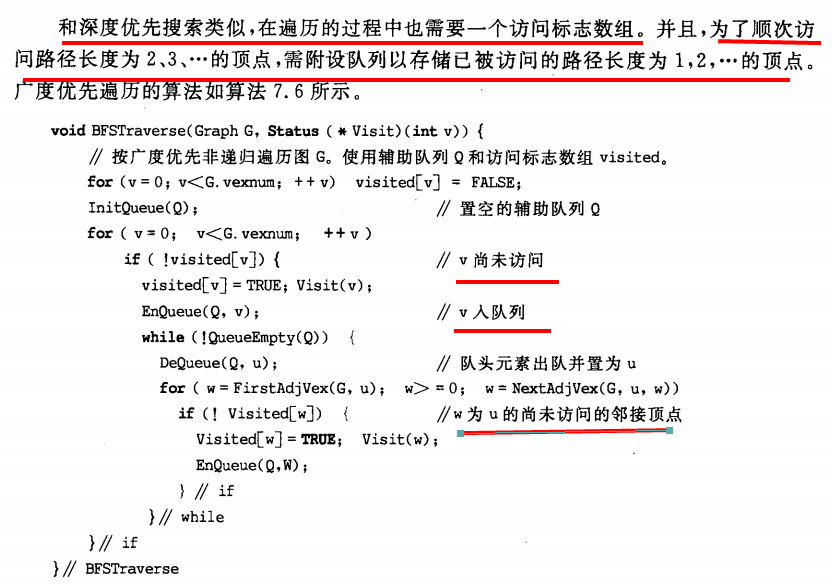 和深度优先搜索类似,在遍历的过程中也需要一个访问标志数组。并且,为了顺次访
问路径长度为2、3、…的顶点,需附设队列以存储已被访问的路径长度为1,2,…的顶点。
广度优先遍历的算法如算法 7.6 所示。
void BFSTraverse(Graph G, Status ( * Visit)(int v)) {
// 按广度优先非递归遍历图 G。使用辅助队列 Q 和访问标志数组 visited。
for (v = 0; v<G.vexnum; ++ v) visited[v] = FALSE;
InitQueue(Q); // 置空的辅助队列 Q
for ( v = 0; v<G.vexnum; ++ v )
if ( !visited[v]) { // v 尚未访问
visited[v] = TRUE; Visit(v);
EnQueue(Q, v); // v 入队列
while (!QueueEmpty(Q)) {
DeQueue(Q, u); // 队头元素出队并置为 u
for ( w = FirstAdjVex(G, u); w> = 0; w = NextAdjVex(G, u, w))
if (! Visited[w]) { //w 为 u 的尚未访问的邻接顶点
Visited[w] = TRUE; Visit(w);
EnQueue(Q,W);
} // if
}// while
}// if
}// BFSTraverse